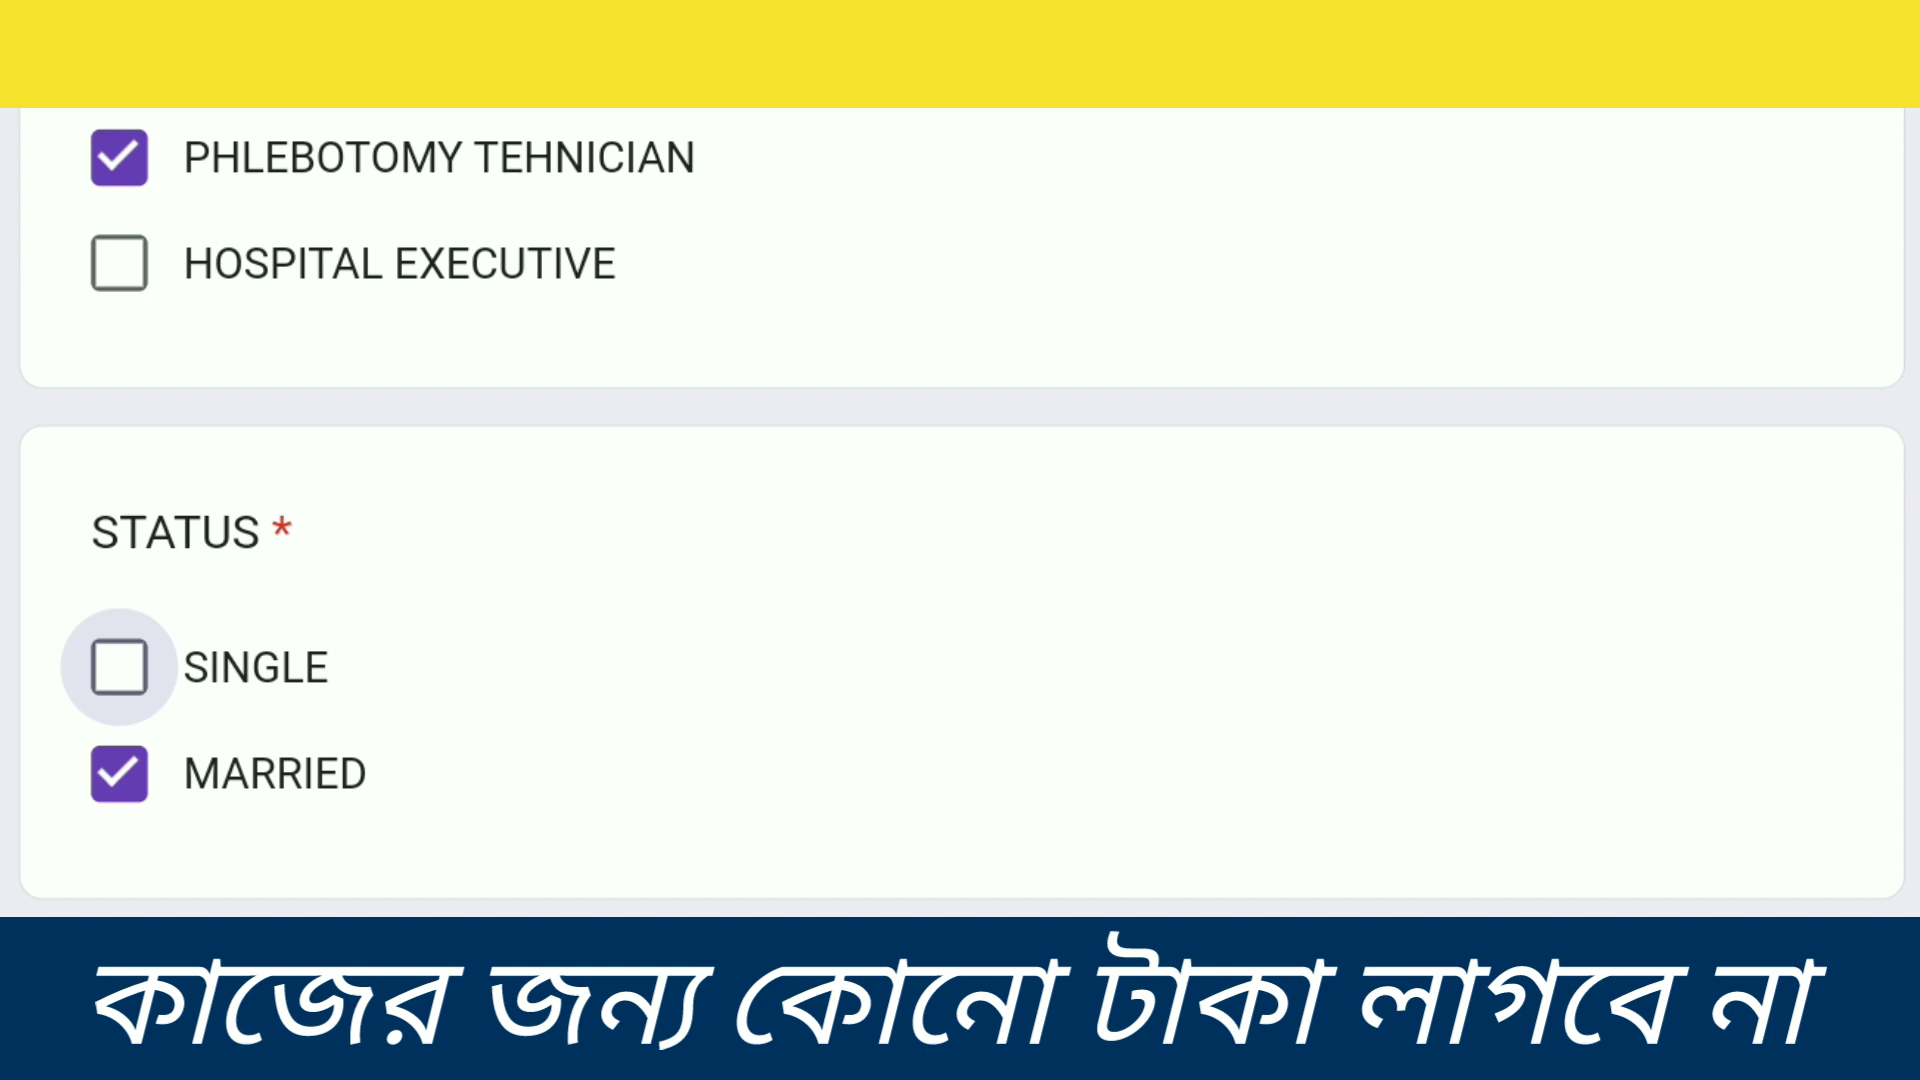 PHLEBOTOMY TEHNICIAN
HOSPITAL EXECUTIVE
STATUS *
SINGLE
MARRIED
কাজের জন্য কোনো টাকা লাগবে না